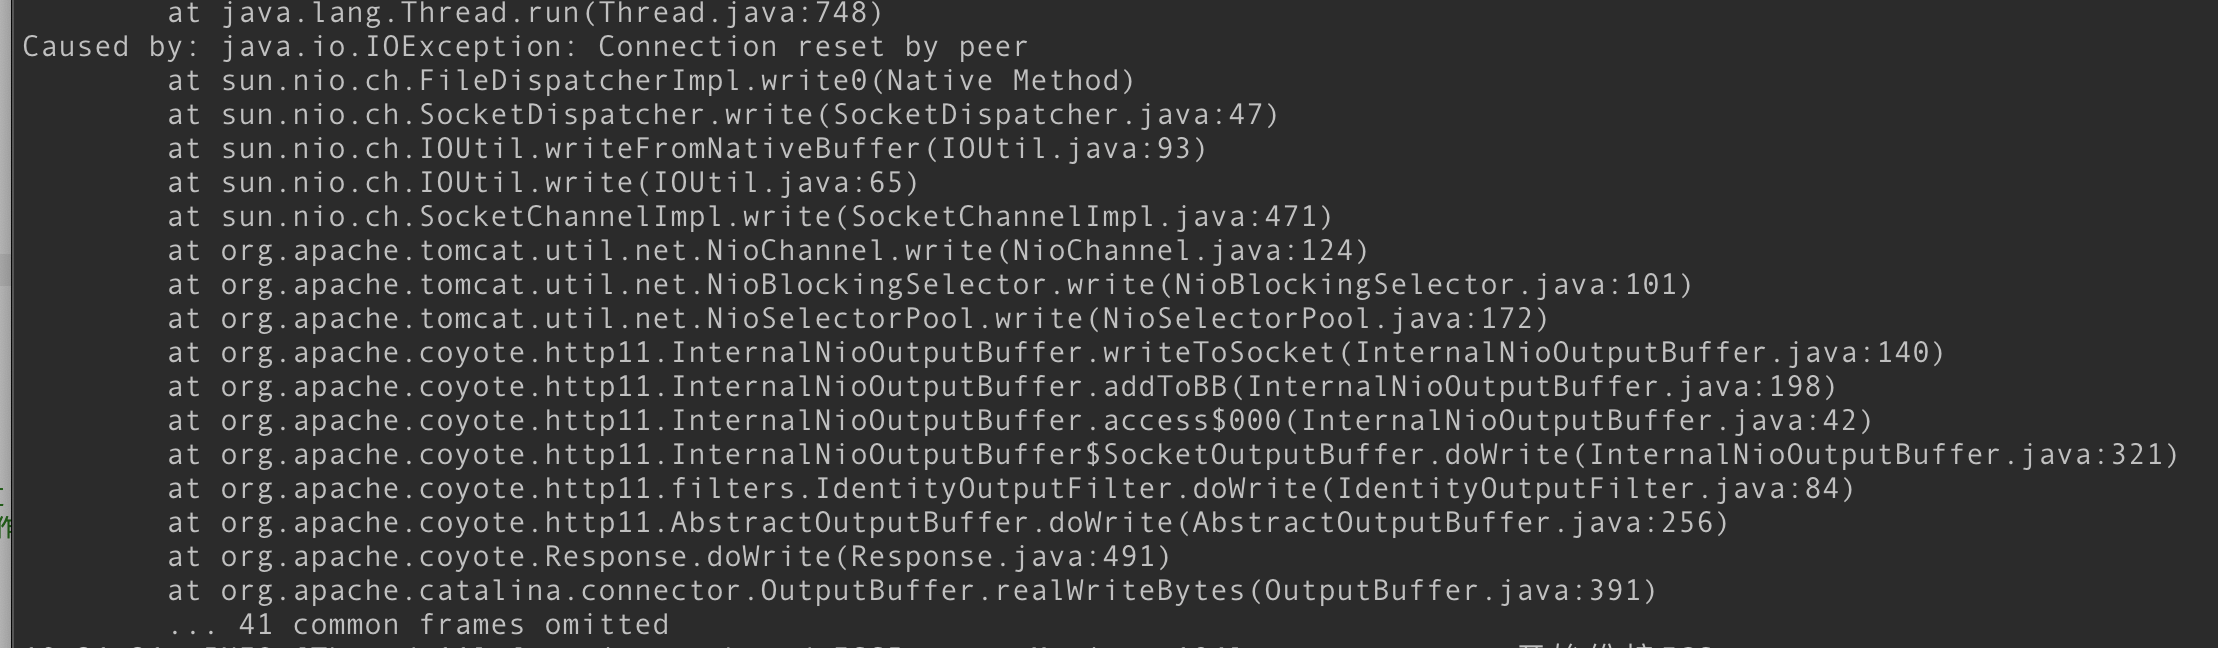 at java.lang.Thread.run(Thread.java:748)
Caused by: java.io.IOException: Connection reset by peer
at sun.nio.ch.FileDispatcherImpl.write0(Native Method)
at sun.nio.ch.SocketDispatcher.write(SocketDispatcher.java:47)
at sun.nio.ch.IOUtil.writeFromNativeBuffer(IOUtil.java:93)
at sun.nio.ch.IOUtil.write(IOUtil.java:65)
at sun.nio.ch.SocketChannelImpl.write(SocketChannelImpl.java:471)
at org.apache.tomcat.util.net.NioChannel.write(NioChannel.java:124)
at org.apache.tomcat.util.net.NioBlockingSelector.write(NioBlockingSelector.java:101)
at org.apache.tomcat.util.net.NioSelectorPool.write(NioSelectorPool.java:172)
at org.apache.coyote.http11.InternalNioOutputBuffer.writeToSocket(InternalNioOutputBuffer.java:140)
at org.apache.coyote.http11.InternalNioOutputBuffer.addToBB(InternalNioOutputBuffer.java:198)
at org.apache.coyote.http11.InternalNioOutputBuffer.access$000(InternalNioOutputBuffer.java:42)
at org.apache.coyote.http11.InternalNioOutputBuffer$SocketOutputBuffer.doWrite(InternalNioOutputBuffer.java:321)
at org.apache.coyote.http11.filters.IdentityOutputFilter.doWrite(IdentityOutputFilter.java:84)
at org.apache.coyote.http11.AbstractOutputBuffer.doWrite(AbstractOutputBuffer.java:256)
at org.apache.coyote.Response.doWrite(Response.java:491)
at org.apache.catalina.connector.OutputBuffer.realWriteBytes(OutputBuffer.java:391)
... 41 common frames omitted